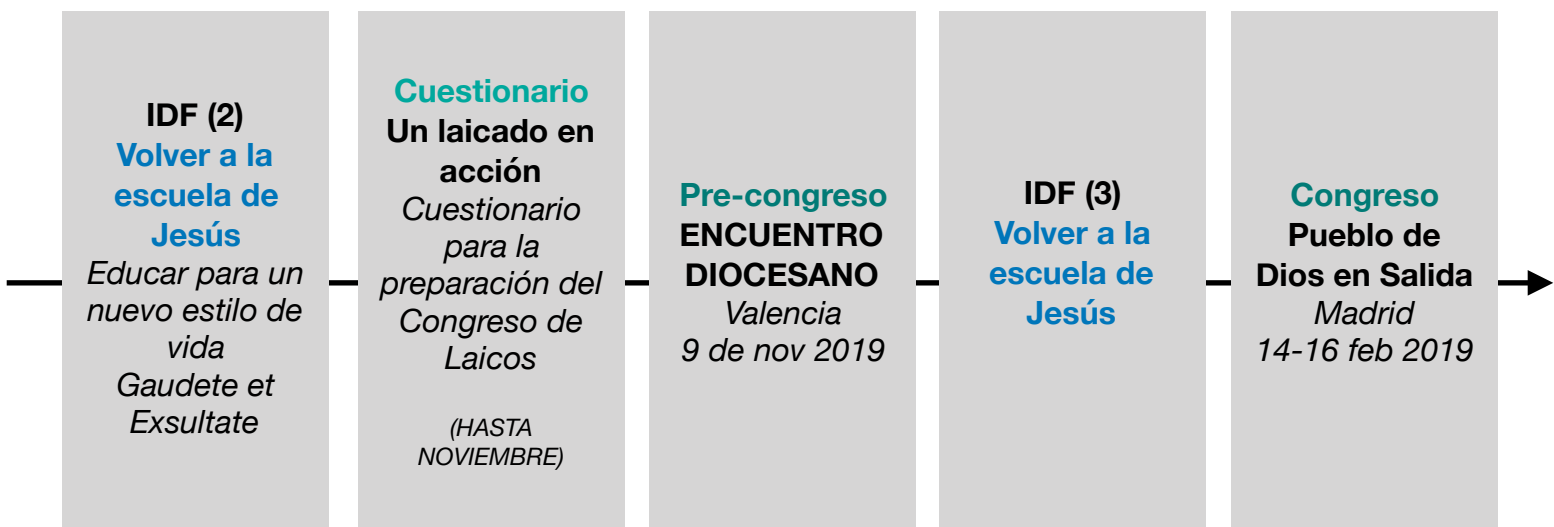 IDF (2)
Volver a la
escuela de
Jesús
Educar para un
nuevo estilo de
vida
Gaudete et
Exsultate
Cuestionario
Un laicado en
acción
Cuestionario
para la
preparación del
Congreso de
Laicos
(HASTA
NOVIEMBRE)
Pre-congreso
ENCUENTRO
DIOCESANO
Valencia
9 de nov 2019
IDF (3)
Volver a la
escuela de
Jesús
Congreso
Pueblo de
Dios en Salida
Madrid
14-16 feb 2019